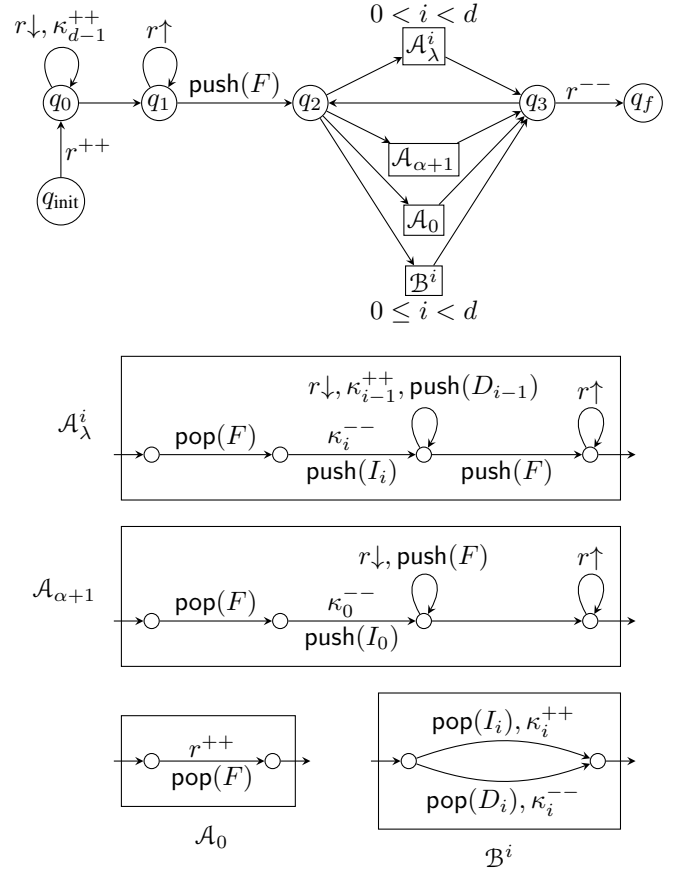 0 < i < d
r↓, κ_{d−1}^{++}
r↑
𝒜_λ^i
q_0
q_1
push(F)
q_2
q_3
r^{−−}
q_f
r^{++}
𝒜_{α+1}
q_init
𝒜_0
ℬ^i
0 ≤ i < d
𝒜_λ^i
r↓, κ_{i−1}^{++}, push(D_{i−1})
r↑
pop(F)
κ_i^{−−}
push(I_i)
push(F)
𝒜_{α+1}
r↓, push(F)
r↑
pop(F)
κ_0^{−−}
push(I_0)
r^{++}
pop(F)
𝒜_0
pop(I_i), κ_i^{++}
pop(D_i), κ_i^{−−}
ℬ^i